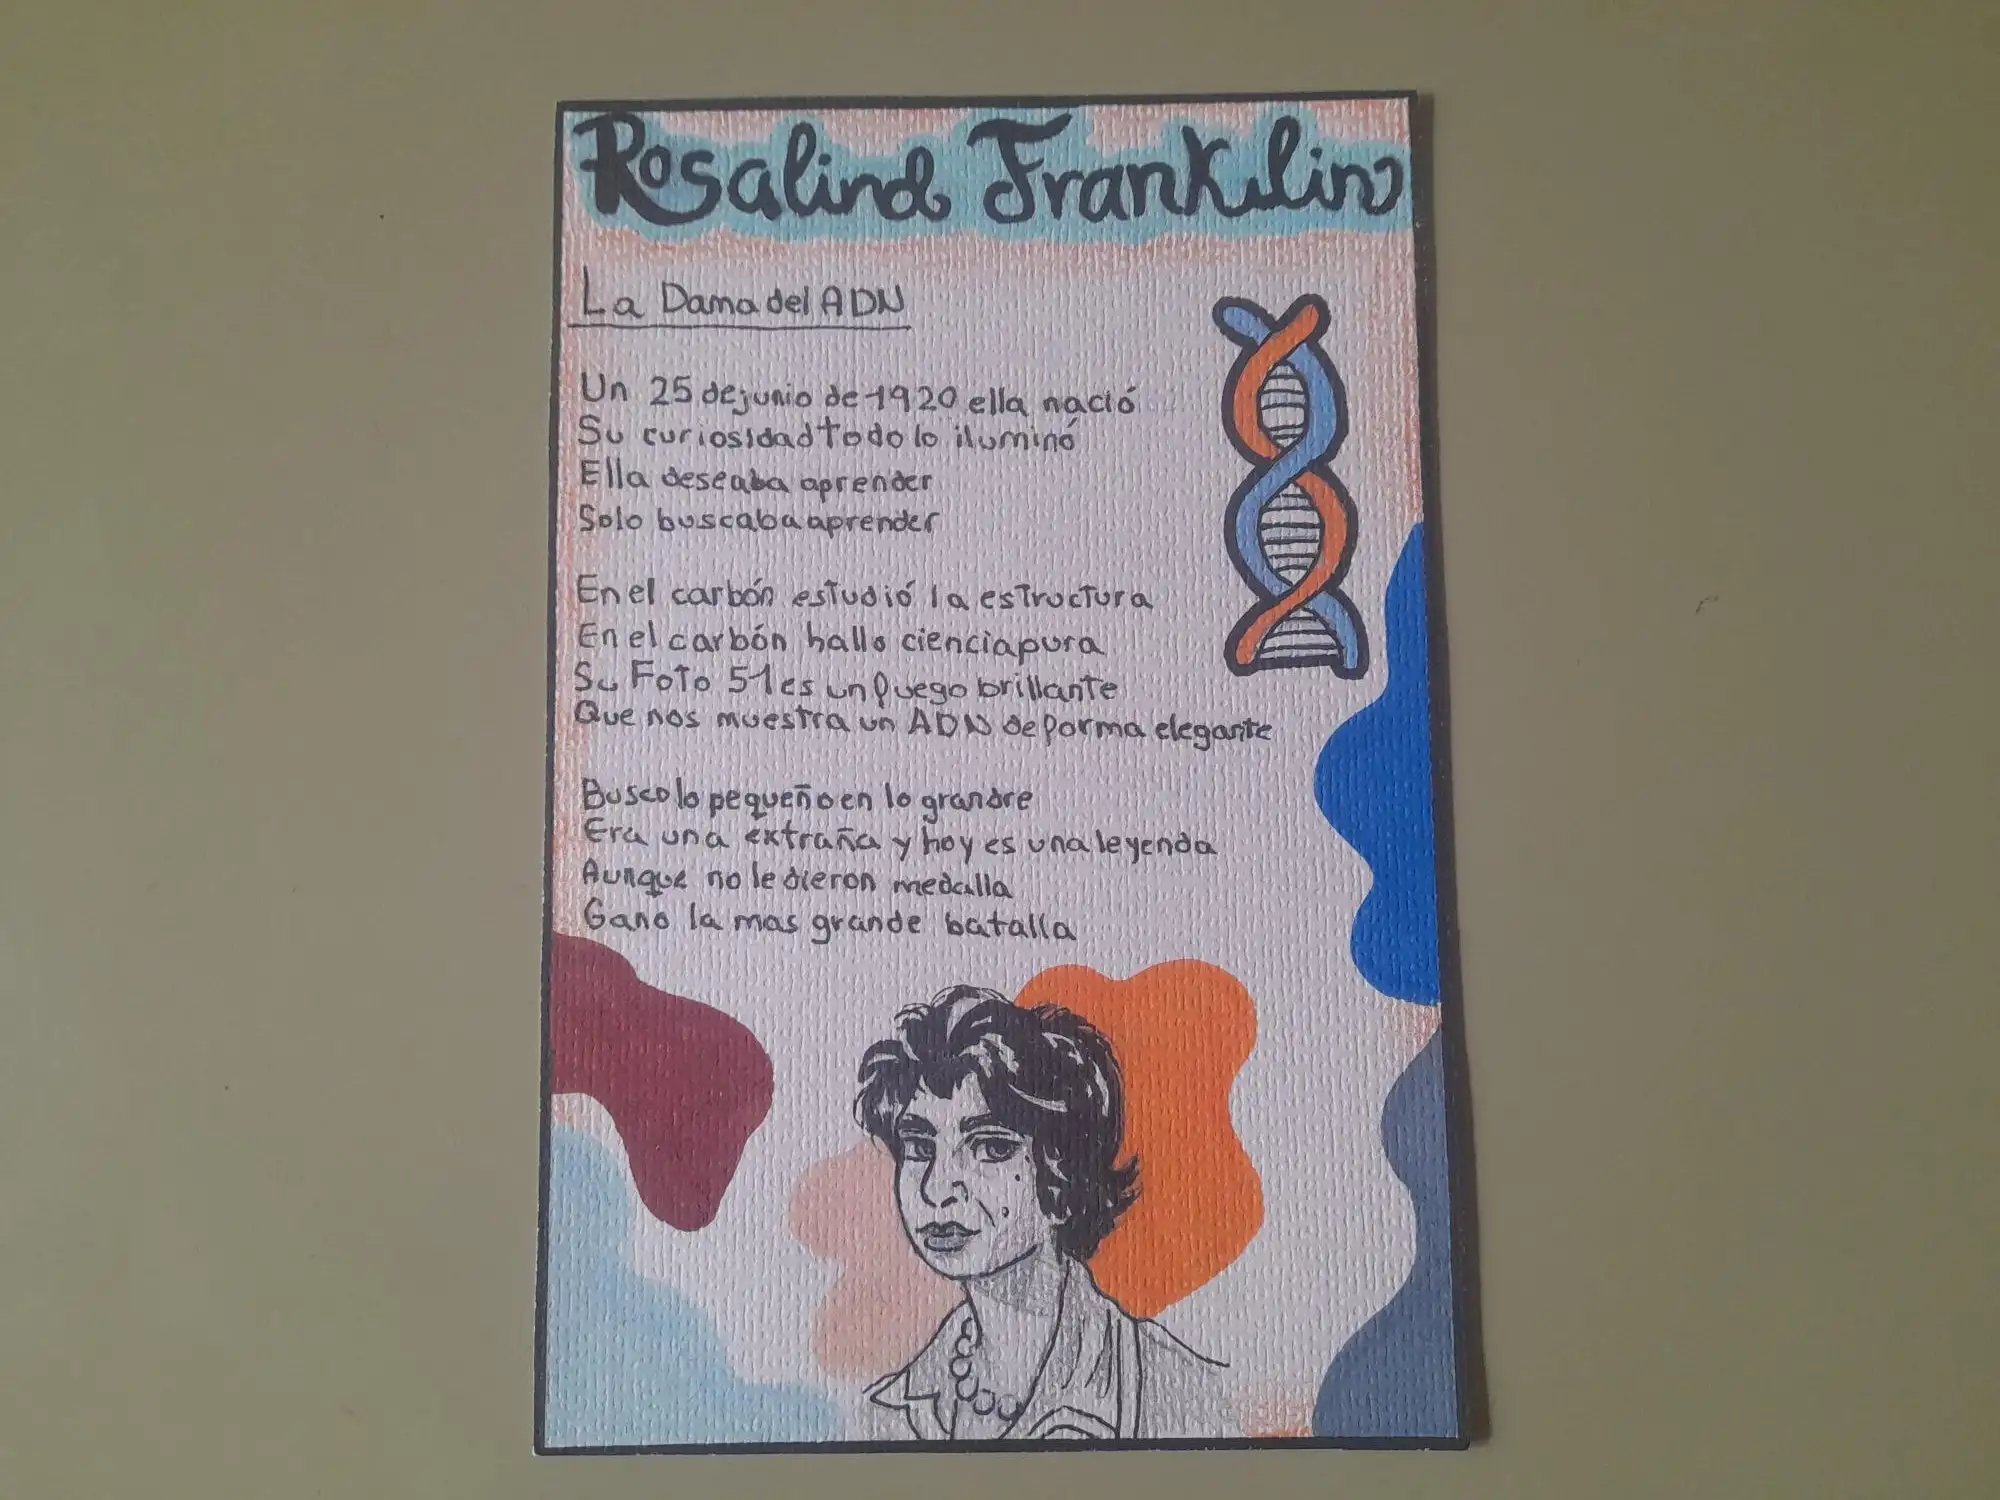 Rosalind Franklin
La Dama del ADN
Un 25 de junio de 1920 ella nació
Su curiosidad todo lo iluminó
Ella deseaba aprender
Solo buscaba aprender
En el carbón estudió la estructura
En el carbón hallo ciencia pura
Su Foto 51 es un fuego brillante
Que nos muestra un ADN de forma elegante
Busco lo pequeño en lo grandre
Era una extraña y hoy es una leyenda
Aunque no le dieron medalla
Gano la mas grande batalla